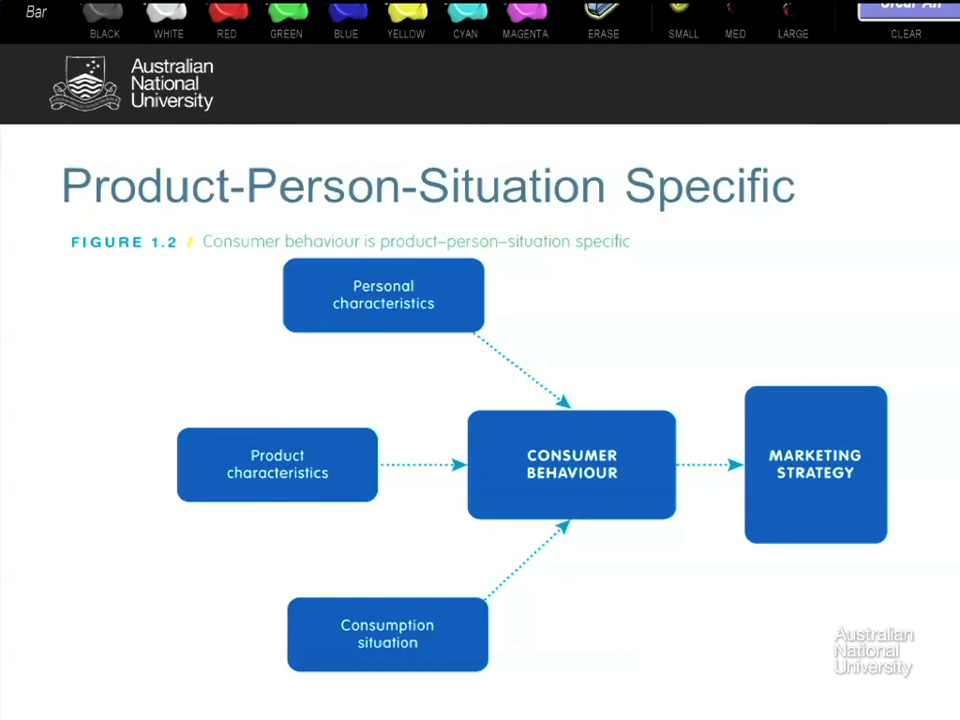 Bar
BLACK WHITE RED GREEN BLUE YELLOW CYAN MAGENTA ERASE SMALL MED LARGE CLEAR
Australian
National
University
Product-Person-Situation Specific
FIGURE 1.2 / Consumer behaviour is product–person–situation specific
Personal
characteristics
Product
characteristics
CONSUMER
BEHAVIOUR
MARKETING
STRATEGY
Consumption
situation
Australian
National
University